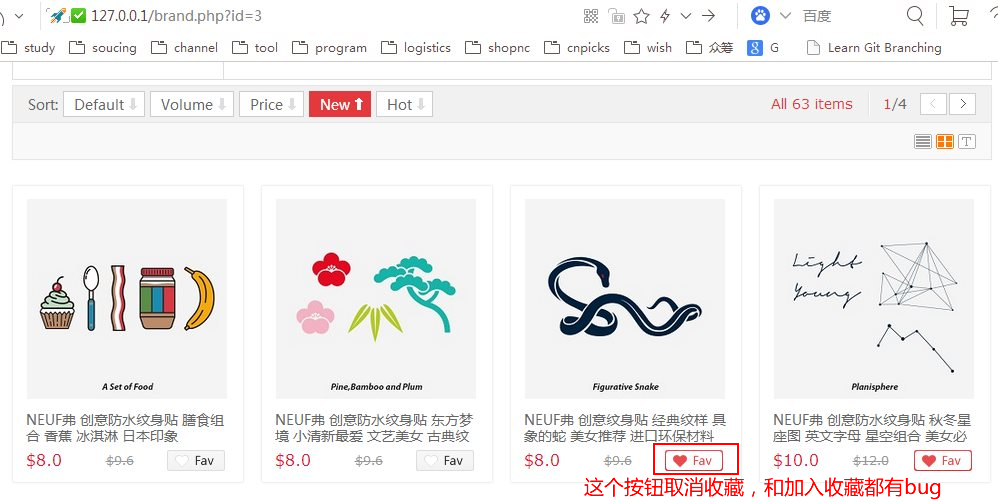 127.0.0.1/brand.php?id=3
百度
study
soucing
channel
tool
program
logistics
shopnc
cnpicks
wish
众筹
g G
Learn Git Branching
Sort: Default Volume Price New Hot All 63 items 1/4
T
A Set of Food
Pine,Bamboo and Plum
Figurative Snake
Light
Young
Planisphere
NEUF弗 创意防水纹身贴 膳食组
合 香蕉 冰淇淋 日本印象
$8.0 $9.6 Fav
NEUF弗 创意防水纹身贴 东方梦
境 小清新最爱 文艺美女 古典纹
$8.0 $9.6 Fav
NEUF弗 创意纹身贴 经典纹样 具
象的蛇 美女推荐 进口环保材料
$8.0 $9.6 Fav
NEUF弗 创意防水纹身贴 秋冬星
座图 英文字母 星空组合 美女必
$10.0 $12.0 Fav
这个按钮取消收藏，和加入收藏都有bug